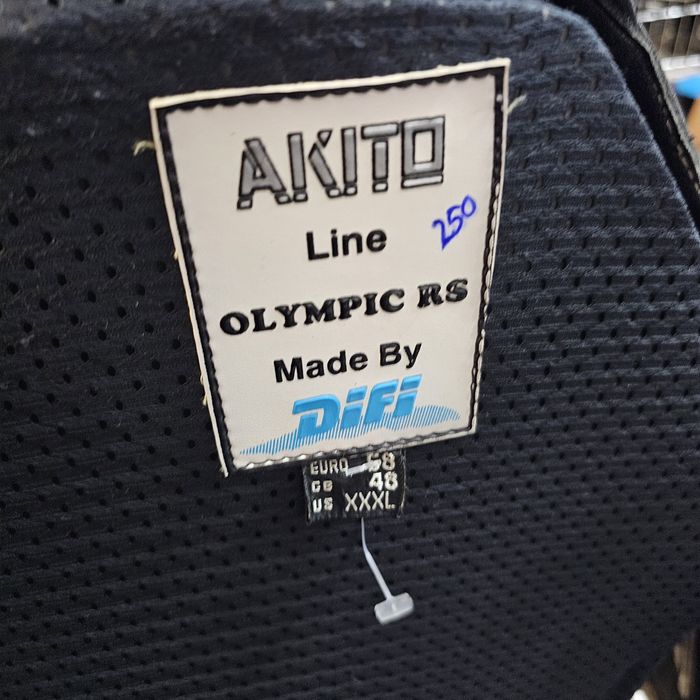 AKITO
Line
250
OLYMPIC RS
Made By
DiFi
EURO 58
GB 48
US XXXL